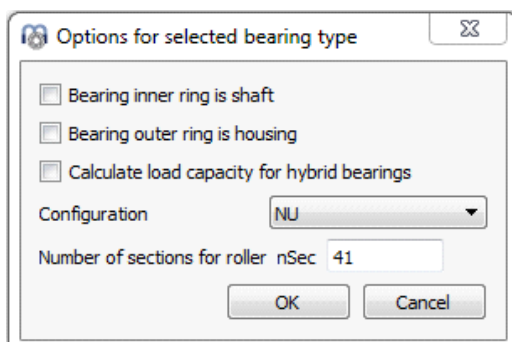 Options for selected bearing type
Bearing inner ring is shaft
Bearing outer ring is housing
Calculate load capacity for hybrid bearings
Configuration NU
Number of sections for roller nSec 41
OK Cancel